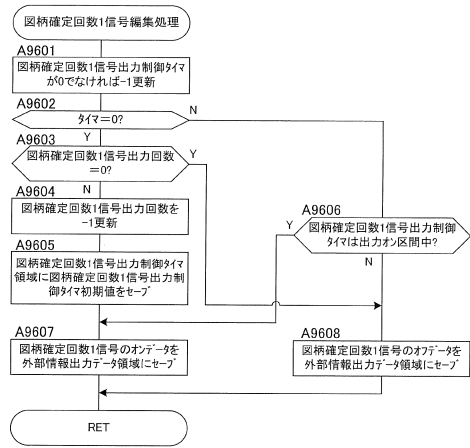 図柄確定回数1信号編集処理
A9601
図柄確定回数1信号出力制御タイマ
が0でなければ-1更新
A9602
タイマ=0?
N
Y
A9603
図柄確定回数1信号出力回数
=0?
Y
N
A9604
図柄確定回数1信号出力回数を
-1更新
A9605
図柄確定回数1信号出力制御タイマ
領域に図柄確定回数1信号出力制
御タイマ初期値をセーブ
A9606
図柄確定回数1信号出力制御
タイマは出力オン区間中?
Y
N
A9607
図柄確定回数1信号のオンデータを
外部情報出力データ領域にセーブ
A9608
図柄確定回数1信号のオフデータを
外部情報出力データ領域にセーブ
RET